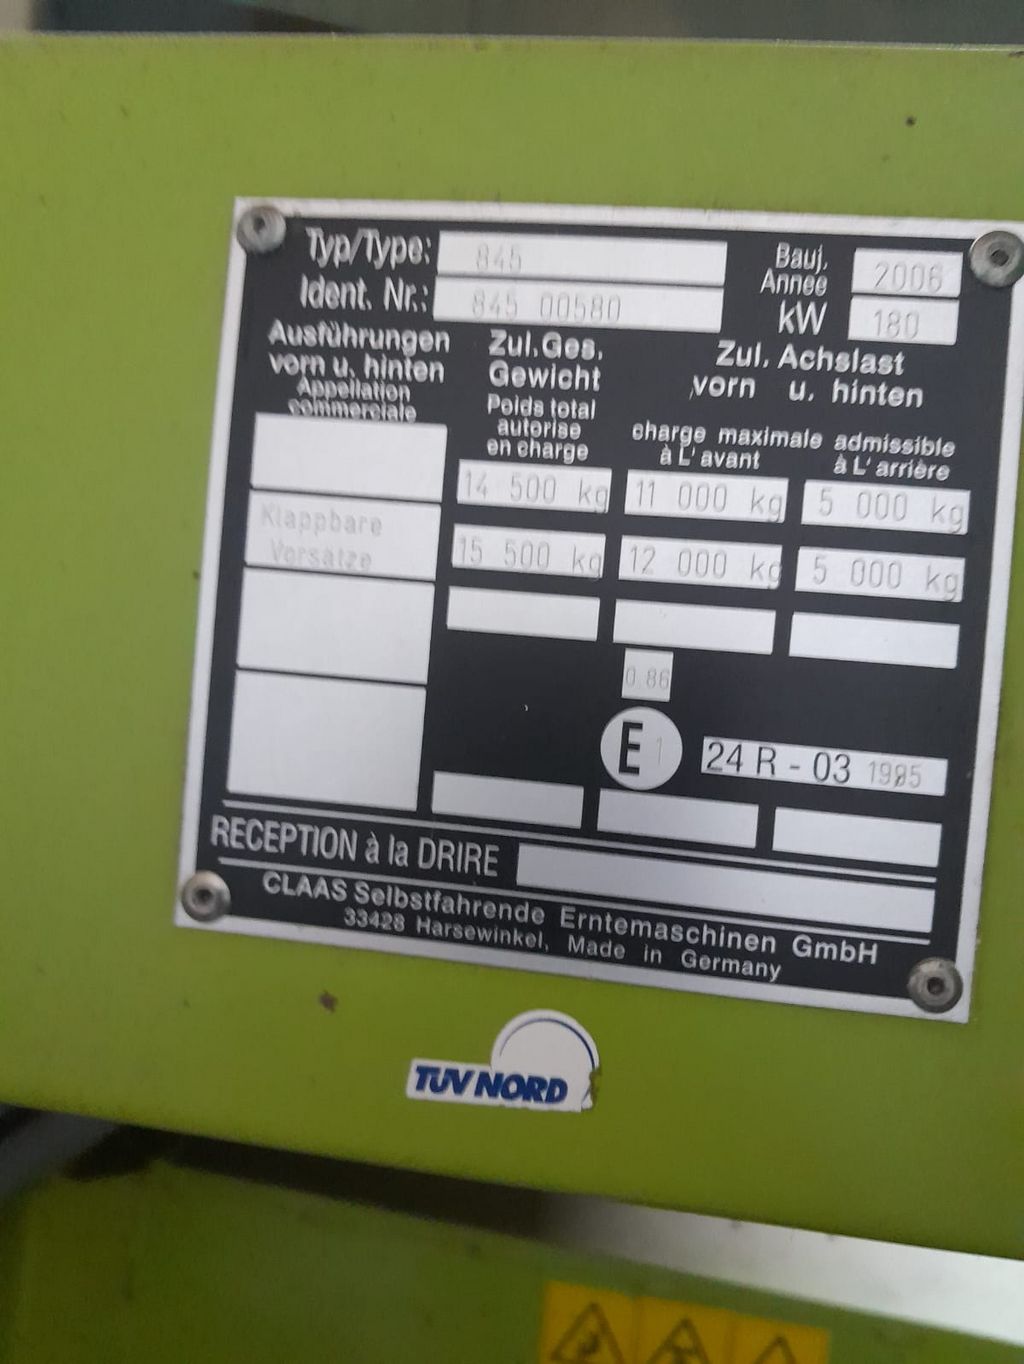 Typ/Type: 845
Bauj.
Annee 2006
Ident. Nr.: 845 00580
kW 180
Ausführungen
vorn u. hinten
Appellation
commerciale
Zul.Ges.
Gewicht
Poids total
autorise
en charge
Zul. Achslast
vorn u. hinten
charge maximale admissible
à L'avant à L'arrière
14 500 kg 11 000 kg 5 000 kg
Klappbare
Vorsätze
15 500 kg 12 000 kg 5 000 kg
0.86
E 1 24 R - 03 1985
RECEPTION à la DRIRE
CLAAS Selbstfahrende Erntemaschinen GmbH
33428 Harsewinkel, Made in Germany
TÜV NORD